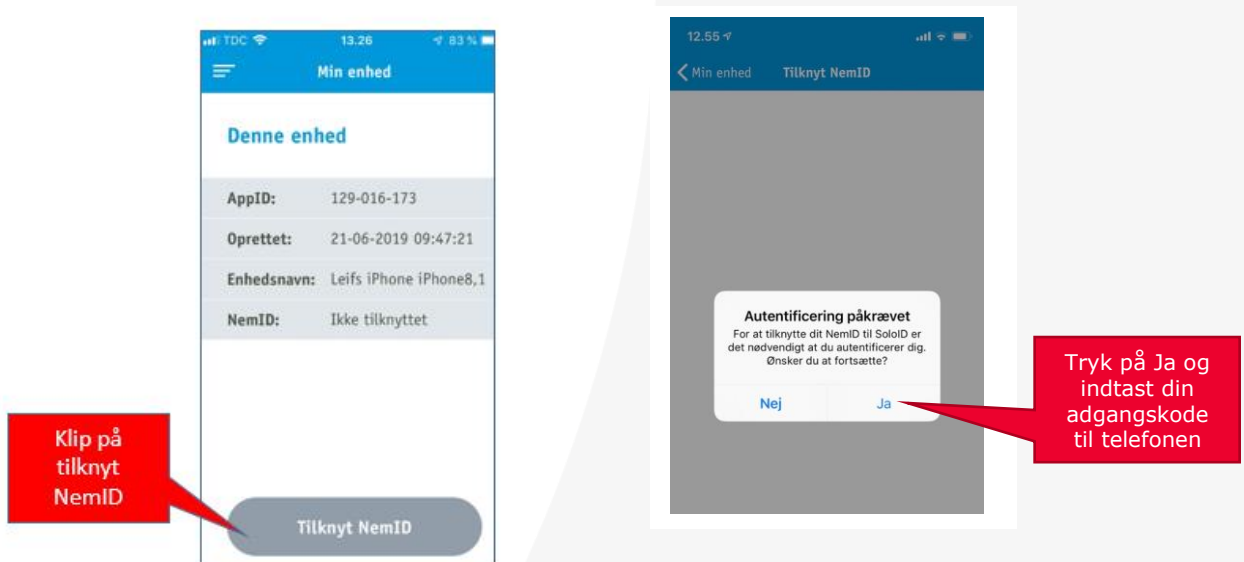 TDC 13.26 83 %
Min enhed
Denne enhed
AppID: 129-016-173
Oprettet: 21-06-2019 09:47:21
Enhedsnavn: Leifs iPhone iPhone8,1
NemID: Ikke tilknyttet
Tilknyt NemID
Klip på
tilknyt
NemID
12.55
Min enhed Tilknyt NemID
Autentificering påkrævet
For at tilknytte dit NemID til SoloID er
det nødvendigt at du autentificerer dig.
Ønsker du at fortsætte?
Nej Ja
Tryk på Ja og
indtast din
adgangskode
til telefonen